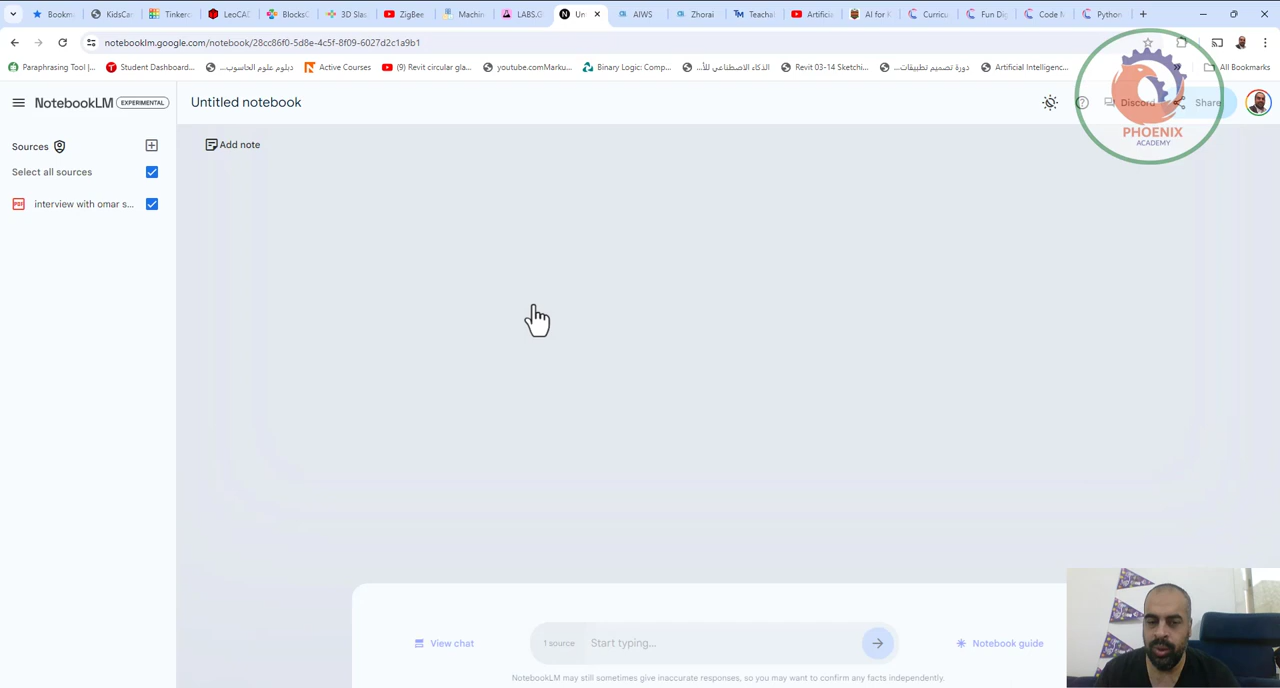 Bookm
KidsCar
Tinkerc
LeoCAD
BlocksC
3D Slas
ZigBee
Machin
LABS.G
Un
AIWS
Zhorai
Teachal
Artificia
AI for K
Curricu
Fun Dig
Code M
Python
notebooklm.google.com/notebook/28cc86f0-5d8e-4c5f-8f09-6027d2c1a9b1
Paraphrasing Tool |...
Student Dashboard...
دبلوم علوم الحاسوب...
Active Courses
(9) Revit circular gla...
youtube.comMarku...
Binary Logic: Comp...
الذكاء الاصطناعي للأ...
Revit 03-14 Sketchi...
دورة تصميم تطبيقات...
Artificial Intelligenc...
All Bookmarks
NotebookLM EXPERIMENTAL
Untitled notebook
Discord
Share
PHOENIX
ACADEMY
Sources
Add note
Select all sources
PDF
interview with omar s...
View chat
1 source
Start typing...
Notebook guide
NotebookLM may still sometimes give inaccurate responses, so you may want to confirm any facts independently.